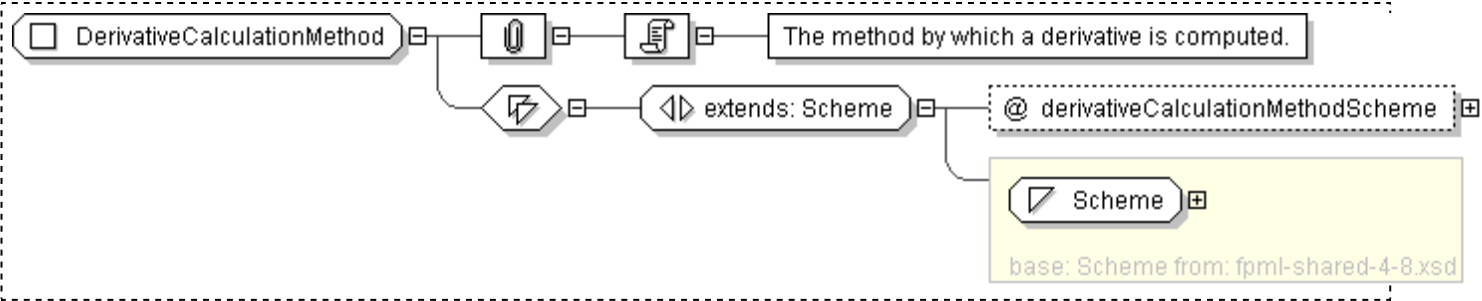 DerivativeCalculationMethod
The method by which a derivative is computed.
extends: Scheme
@ derivativeCalculationMethodScheme
Scheme
base: Scheme from: fpml-shared-4-8.xsd